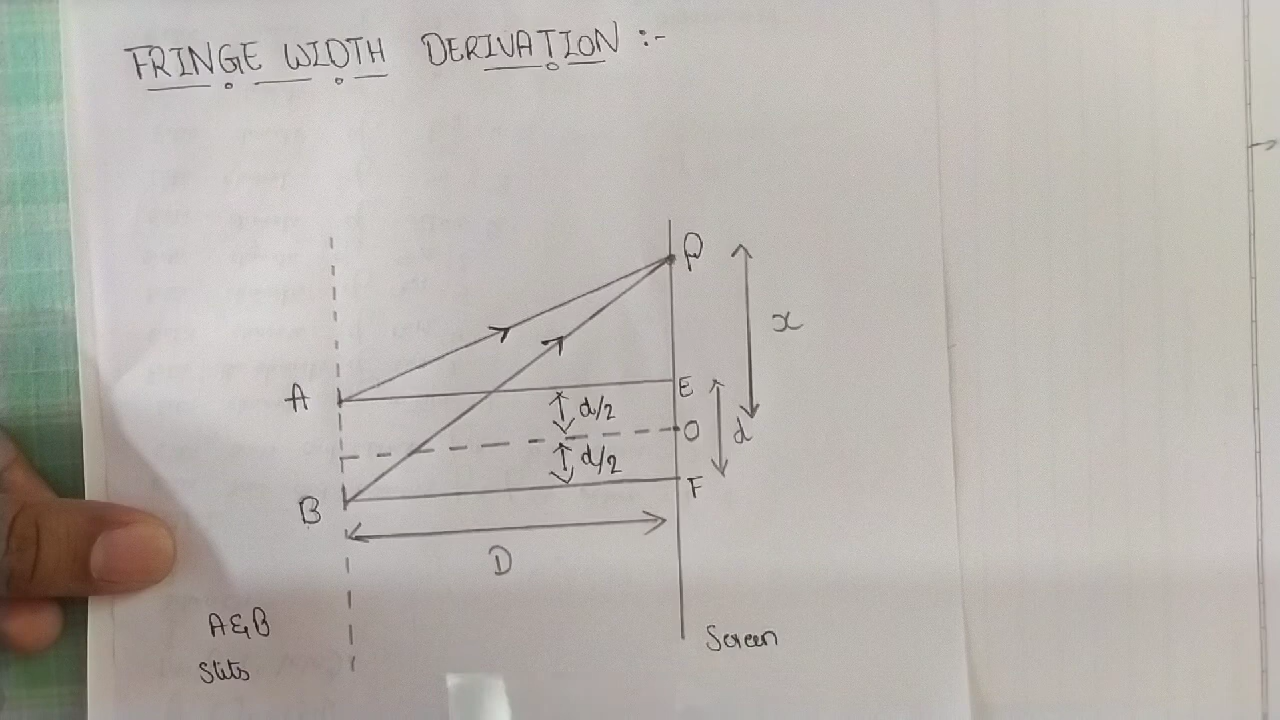 FRINGE WIDTH DERIVATION :-
P
x
A
E
d/2
O
d
d/2
B
F
D
A&B
Slits
Screen